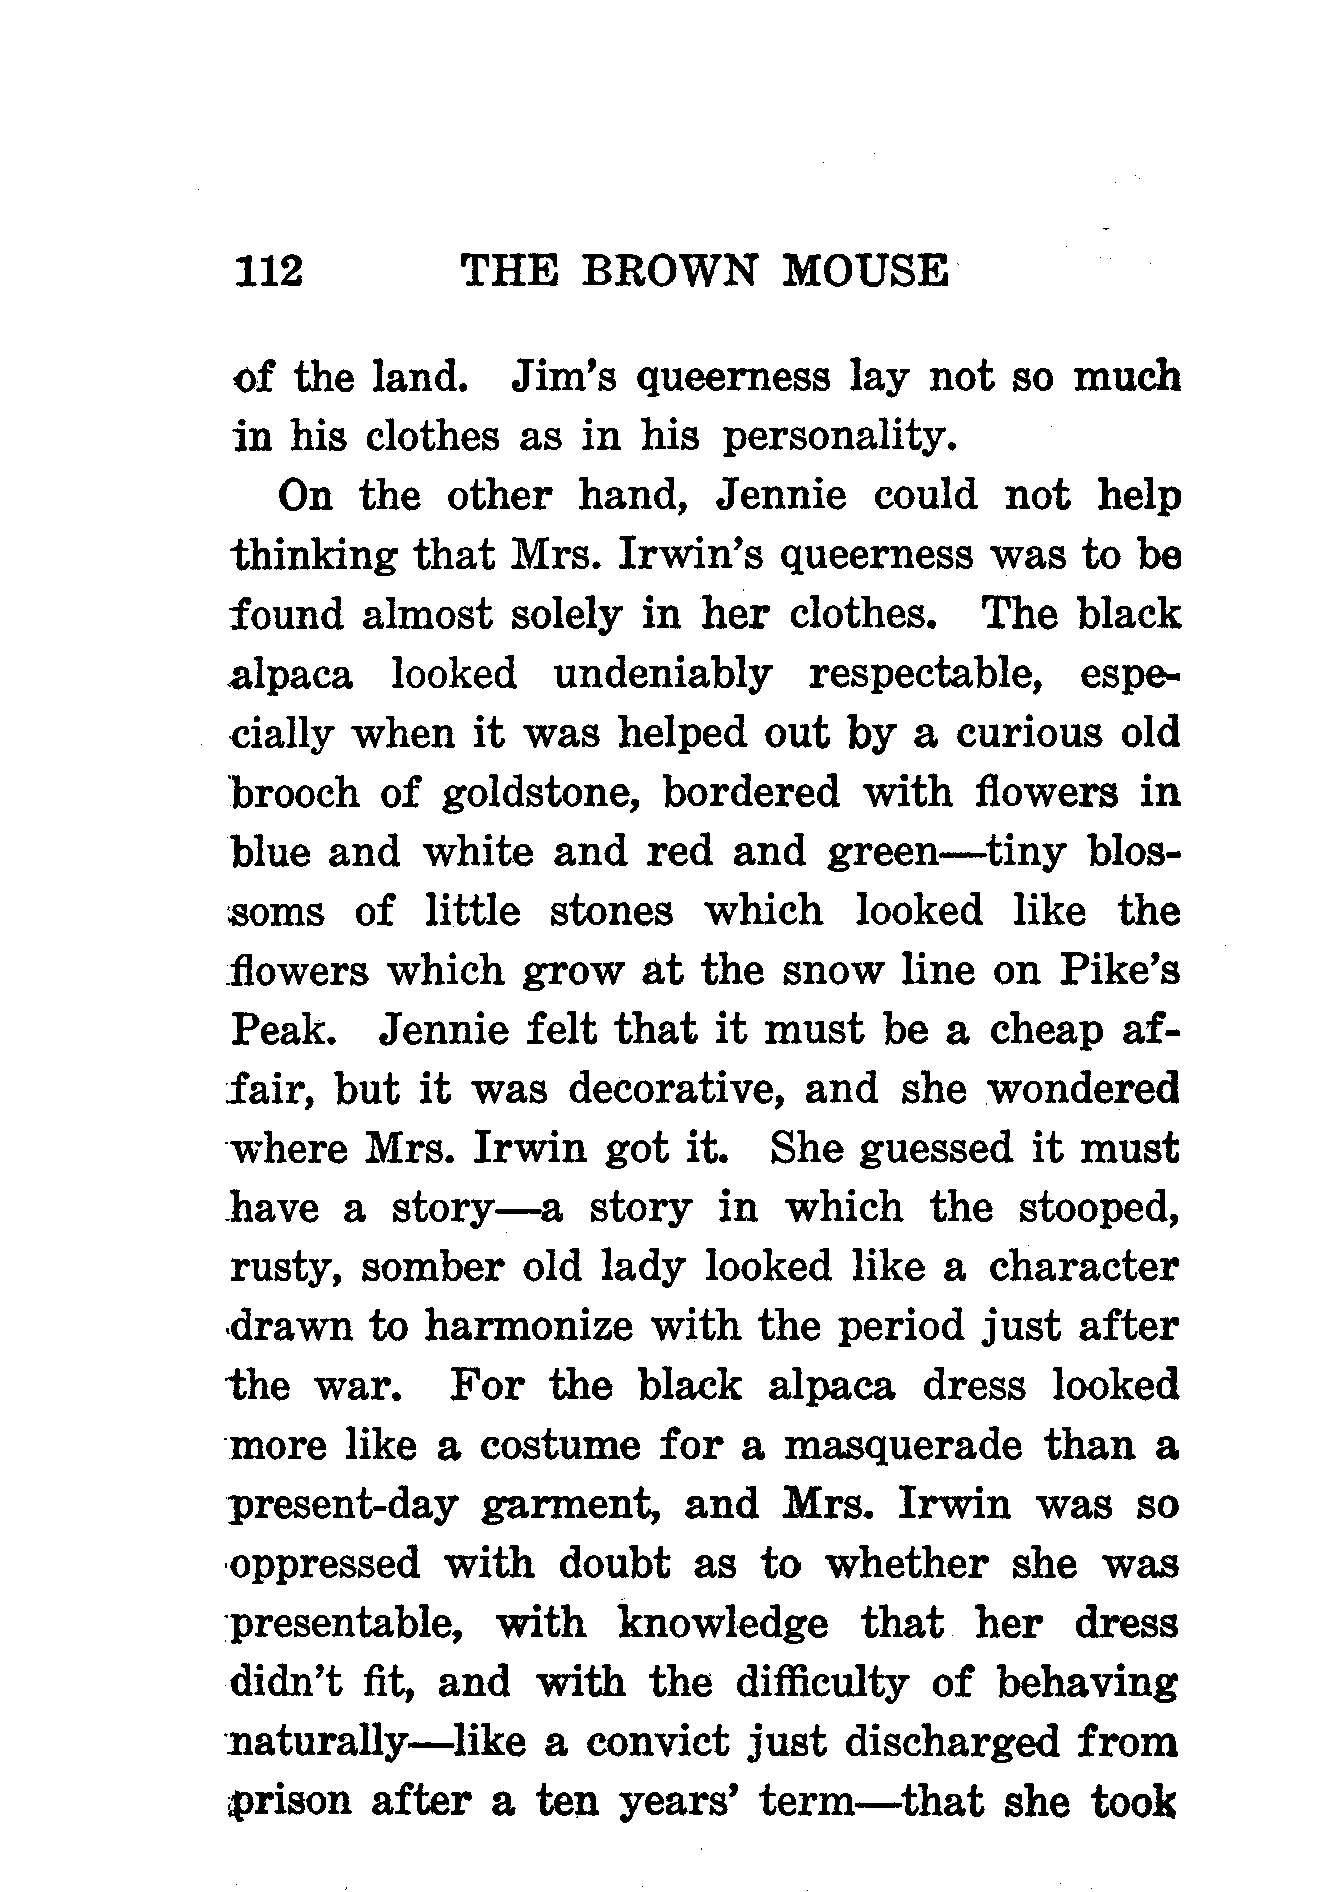 112 THE BROWN MOUSE
of the land. Jim's queerness lay not so much
in his clothes as in his personality.
On the other hand, Jennie could not help
thinking that Mrs. Irwin's queerness was to be
found almost solely in her clothes. The black
alpaca looked undeniably respectable, espe-
cially when it was helped out by a curious old
brooch of goldstone, bordered with flowers in
blue and white and red and green—tiny blos-
soms of little stones which looked like the
flowers which grow at the snow line on Pike's
Peak. Jennie felt that it must be a cheap af-
fair, but it was decorative, and she wondered
where Mrs. Irwin got it. She guessed it must
have a story—a story in which the stooped,
rusty, somber old lady looked like a character
drawn to harmonize with the period just after
the war. For the black alpaca dress looked
more like a costume for a masquerade than a
present-day garment, and Mrs. Irwin was so
oppressed with doubt as to whether she was
presentable, with knowledge that her dress
didn't fit, and with the difficulty of behaving
naturally—like a convict just discharged from
prison after a ten years' term—that she took